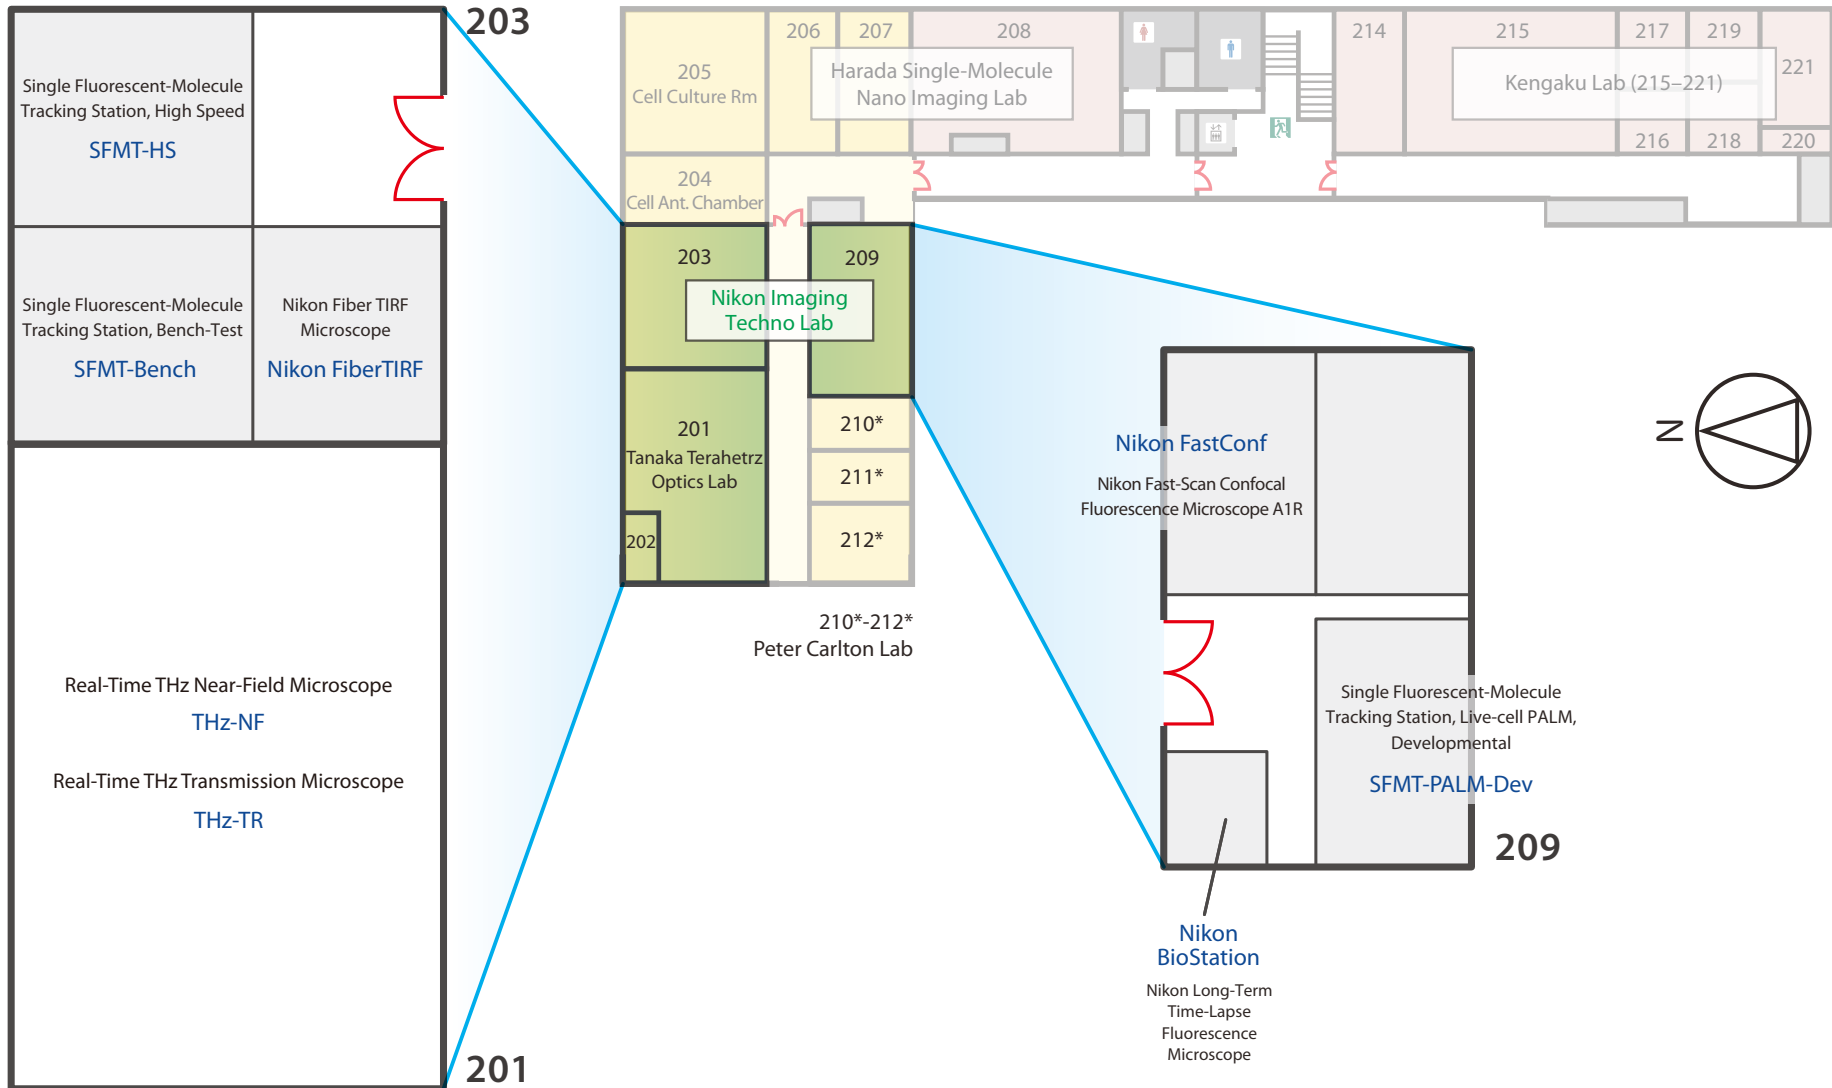 203
Single Fluorescent-Molecule
Tracking Station, High Speed
SFMT-HS
Single Fluorescent-Molecule
Tracking Station, Bench-Test
SFMT-Bench
Nikon Fiber TIRF
Microscope
Nikon FiberTIRF
Real-Time THz Near-Field Microscope
THz-NF
Real-Time THz Transmission Microscope
THz-TR
201
205
Cell Culture Rm
206
207
208
Harada Single-Molecule
Nano Imaging Lab
204
Cell Ant. Chamber
203
209
Nikon Imaging
Techno Lab
201
Tanaka Terahetrz
Optics Lab
202
210*
211*
212*
210*-212*
Peter Carlton Lab
214
215
217
219
221
Kengaku Lab (215–221)
216
218
220
N
Nikon FastConf
Nikon Fast-Scan Confocal
Fluorescence Microscope A1R
Single Fluorescent-Molecule
Tracking Station, Live-cell PALM,
Developmental
SFMT-PALM-Dev
209
Nikon
BioStation
Nikon Long-Term
Time-Lapse
Fluorescence
Microscope